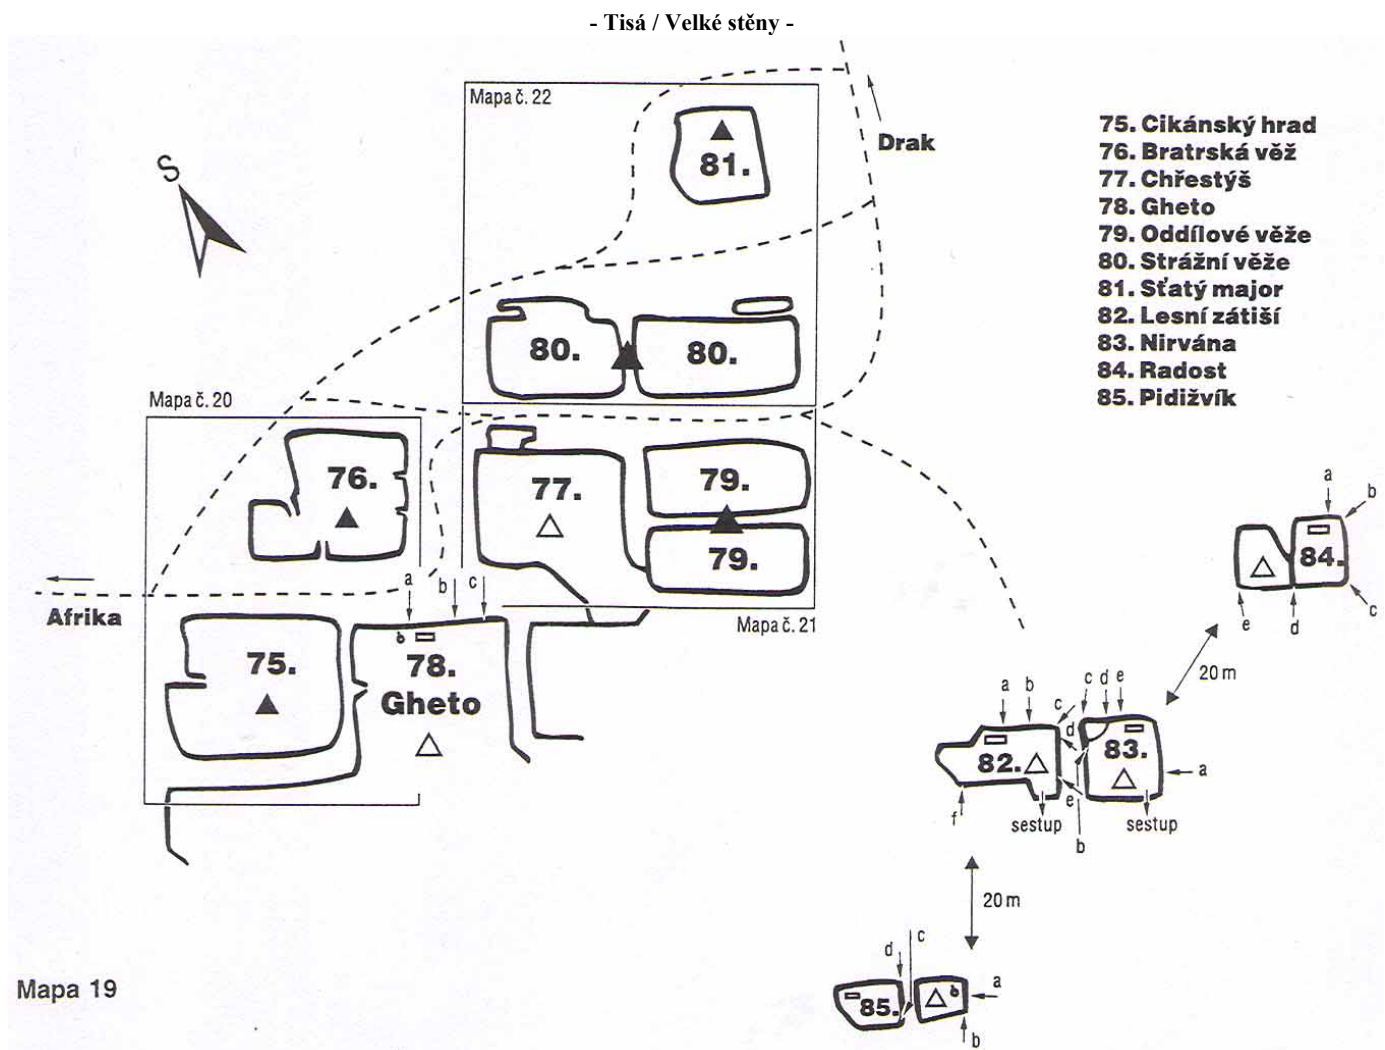 - Tisá / Velké stěny -
Mapa č. 22
S
Drak
81.
75. Cikánský hrad
76. Bratrská věž
77. Chřestýš
78. Gheto
79. Oddílové věže
80. Strážní věže
81. Sťatý major
82. Lesní zátiší
83. Nirvána
84. Radost
85. Pidižvík
80. 80.
Mapa č. 20
76.
77.
79.
79.
a b
84.
e d c
a b c
Afrika
Mapa č. 21
b
75.
78.
Gheto
20 m
a b c d
c d e
82.
83.
a
e
f
sestup
sestup
b
20 m
d c
85.
b
a
b
Mapa 19